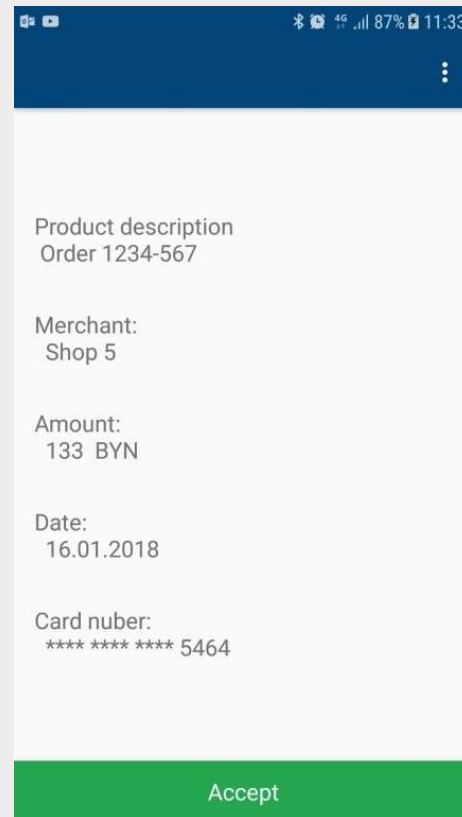 4G 87% 11:33
Product description
Order 1234-567
Merchant:
Shop 5
Amount:
133 BYN
Date:
16.01.2018
Card nuber:
**** **** **** 5464
Accept